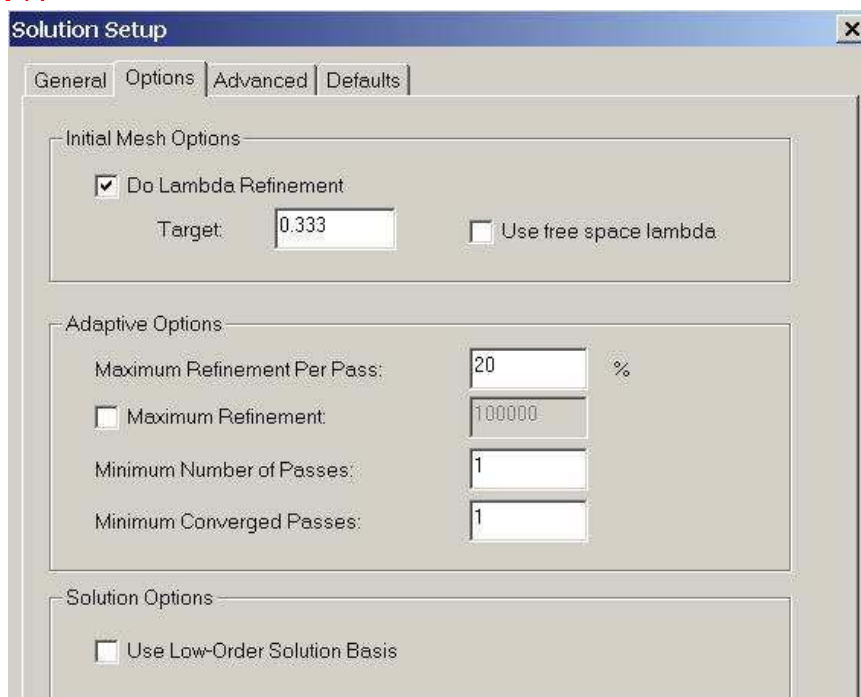 Solution Setup
General Options Advanced Defaults
Initial Mesh Options
Do Lambda Refinement
Target: 0.333 Use free space lambda
Adaptive Options
Maximum Refinement Per Pass: 20 %
Maximum Refinement: 100000
Minimum Number of Passes: 1
Minimum Converged Passes: 1
Solution Options
Use Low-Order Solution Basis